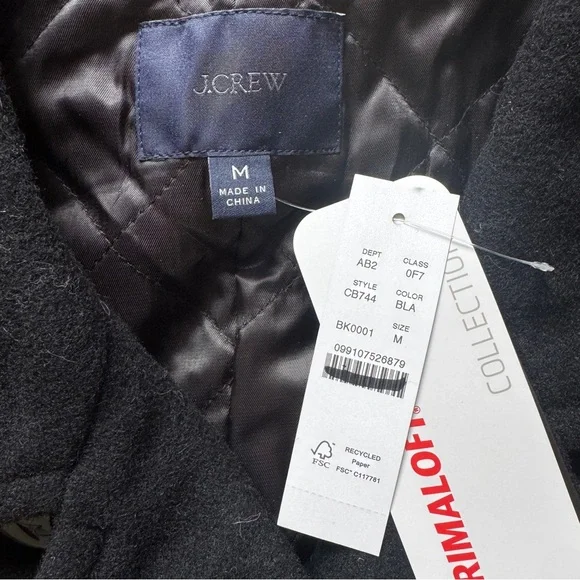 J.CREW
M
MADE IN
CHINA
DEPT CLASS
AB2 0F7
STYLE COLOR
CB744 BLA
BK0001 SIZE
M
099107526879
FSC
RECYCLED
Paper
FSC® C117781
COLLECTION
RIMALOFT®